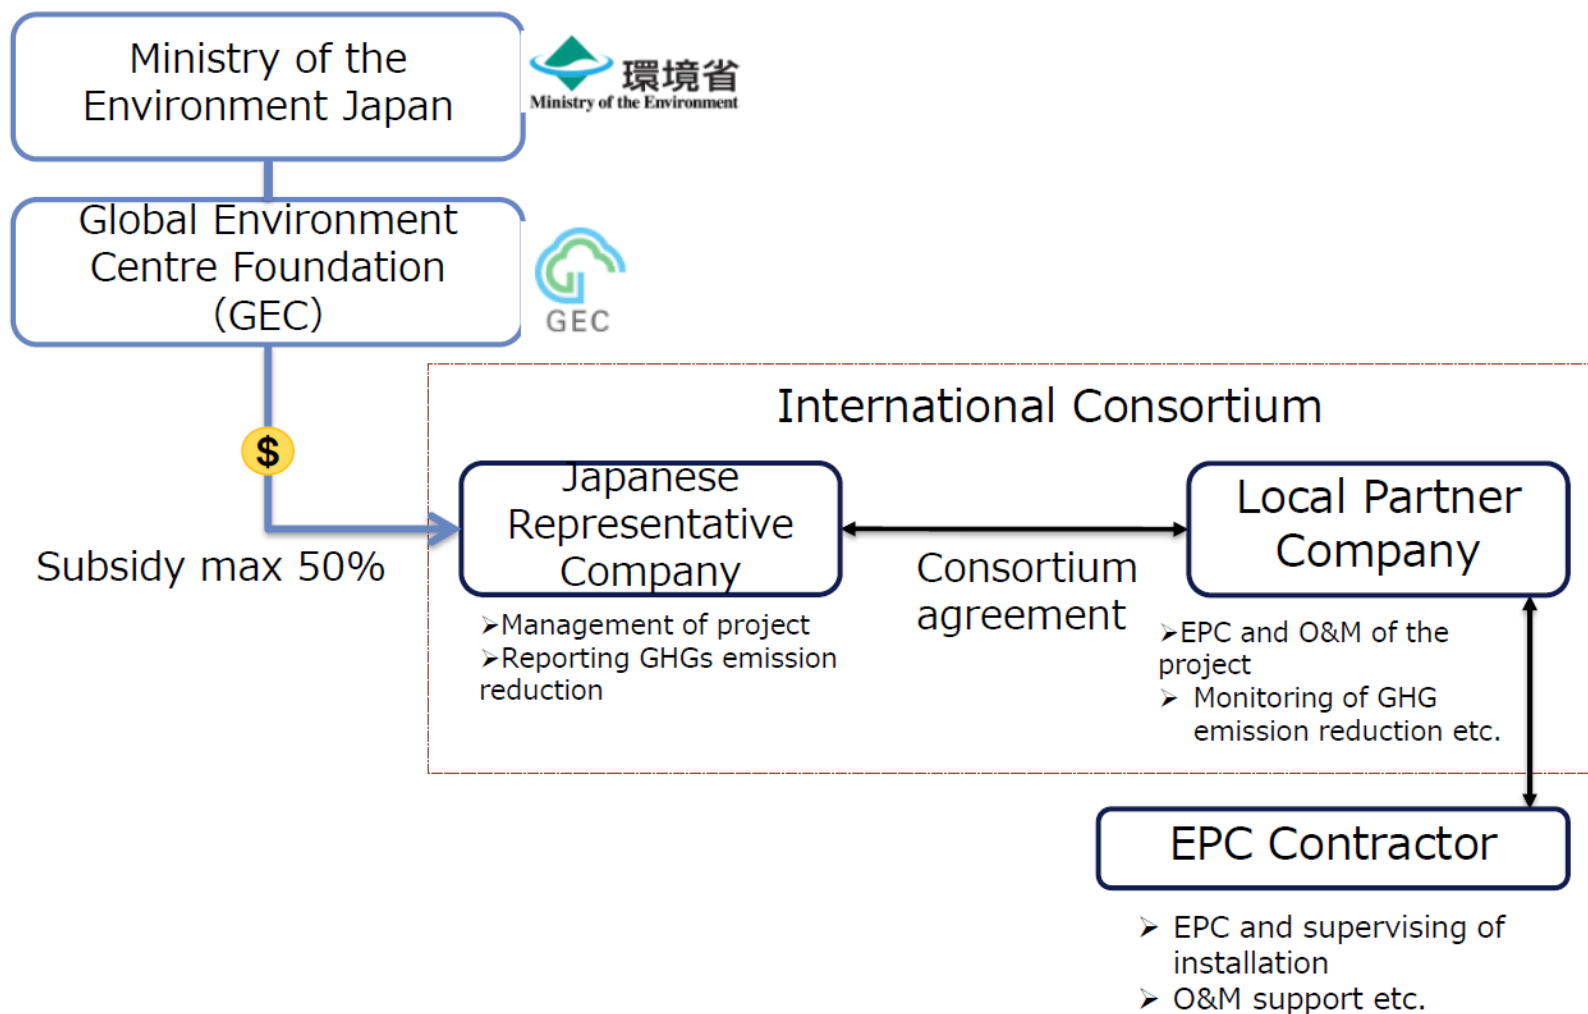 Ministry of the
Environment Japan
環境省
Ministry of the Environment
Global Environment
Centre Foundation
(GEC)
GEC
$
Subsidy max 50%
International Consortium
Japanese
Representative
Company
➢Management of project
➢Reporting GHGs emission
reduction
Consortium
agreement
Local Partner
Company
➢EPC and O&M of the
project
➢ Monitoring of GHG
emission reduction etc.
EPC Contractor
➢ EPC and supervising of
installation
➢ O&M support etc.